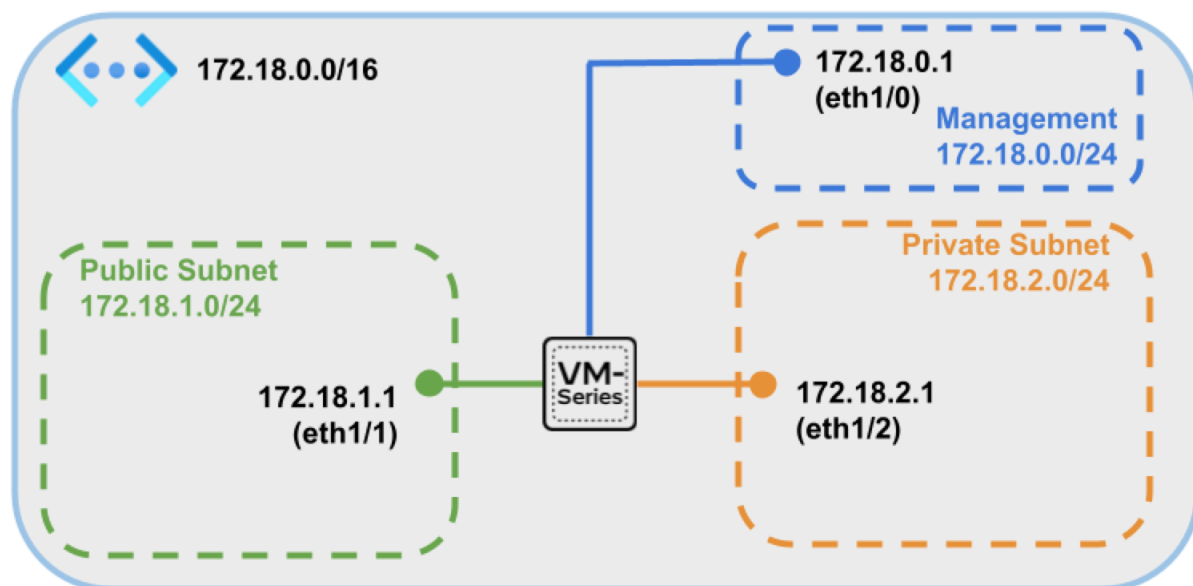 172.18.0.0/16
172.18.0.1
(eth1/0)
Management
172.18.0.0/24
Public Subnet
172.18.1.0/24
Private Subnet
172.18.2.0/24
VM-
Series
172.18.1.1
(eth1/1)
172.18.2.1
(eth1/2)